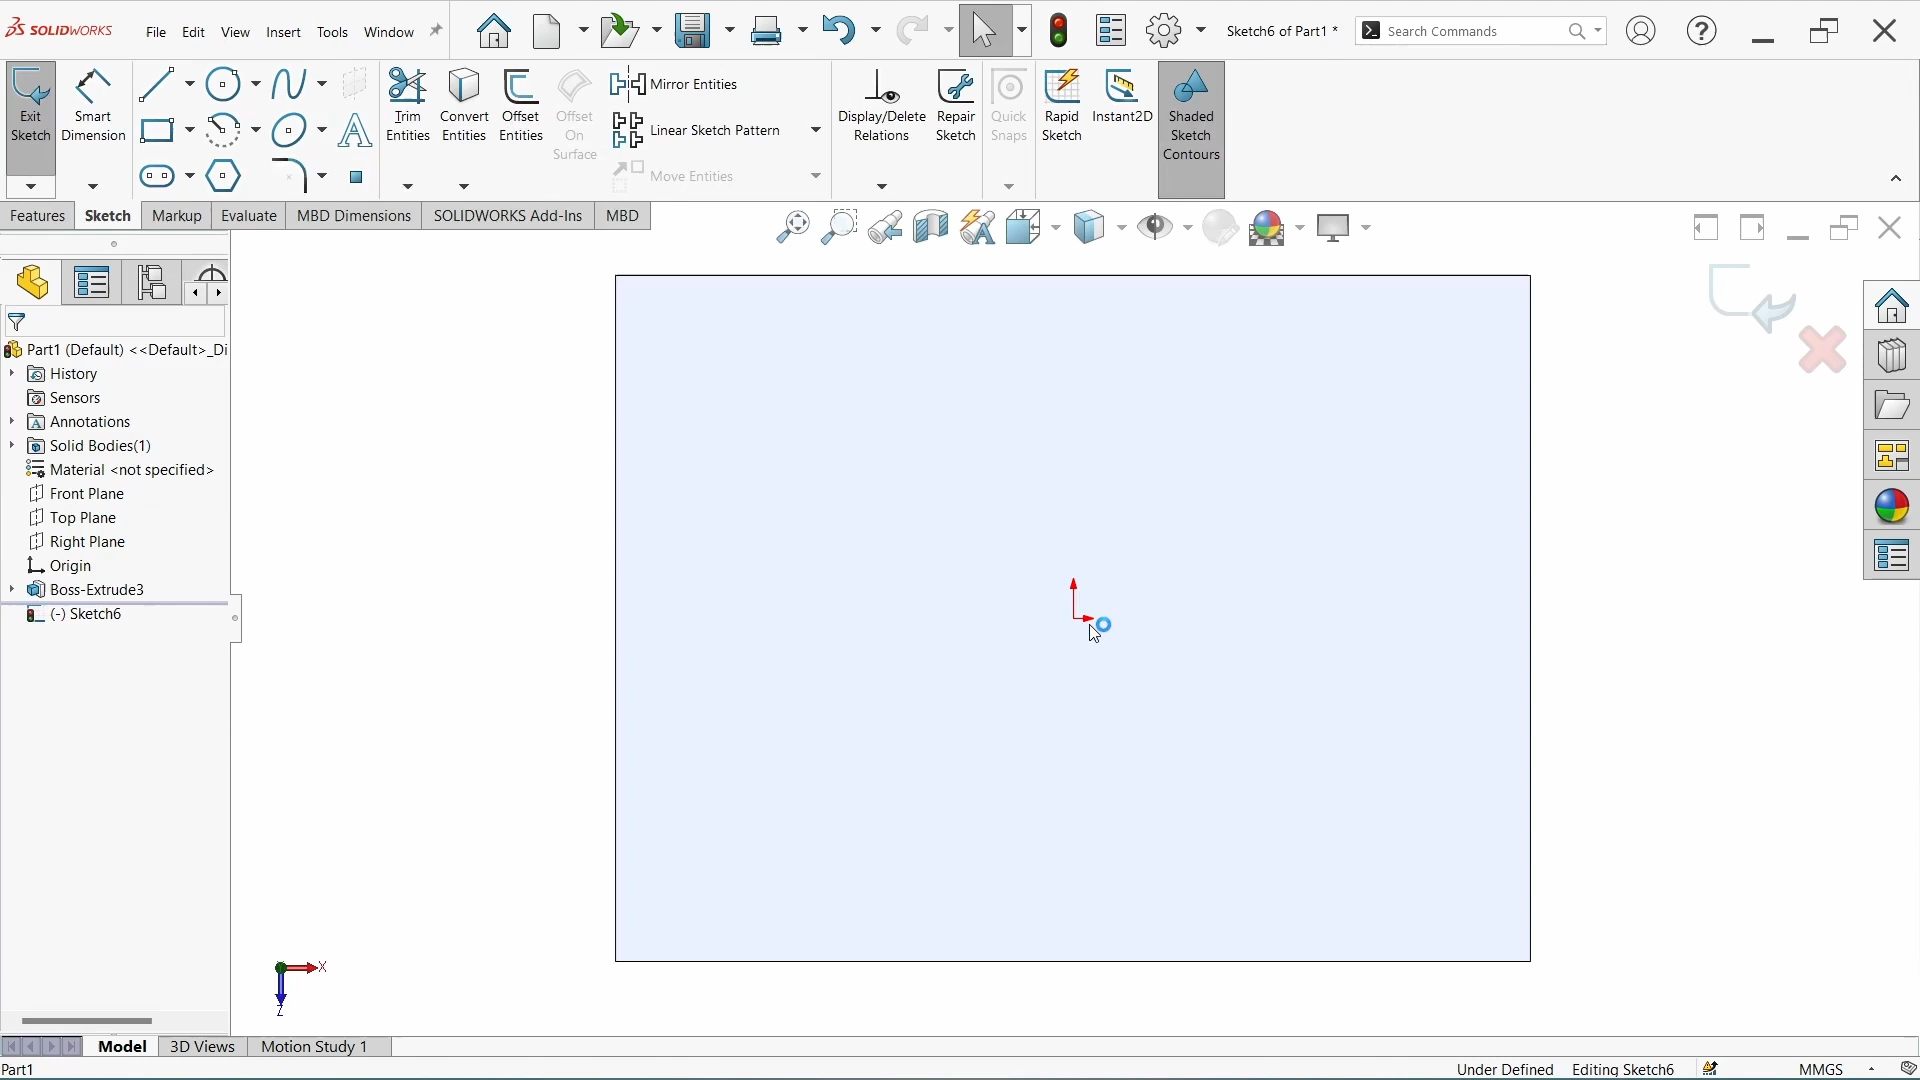 SOLIDWORKS
File Edit View Insert Tools Window
Sketch6 of Part1 *
Search Commands
Exit Sketch
Smart Dimension
Trim Entities
Convert Entities
Offset Entities
Offset On Surface
Mirror Entities
Linear Sketch Pattern
Move Entities
Display/Delete Relations
Repair Sketch
Quick Snaps
Rapid Sketch
Instant2D
Shaded Sketch Contours
Features Sketch Markup Evaluate MBD Dimensions SOLIDWORKS Add-Ins MBD
Part1 (Default) <<Default>_Di
History
Sensors
Annotations
Solid Bodies(1)
Material <not specified>
Front Plane
Top Plane
Right Plane
Origin
Boss-Extrude3
(-) Sketch6
X
Z
Model 3D Views Motion Study 1
Part1
Under Defined Editing Sketch6 MMGS